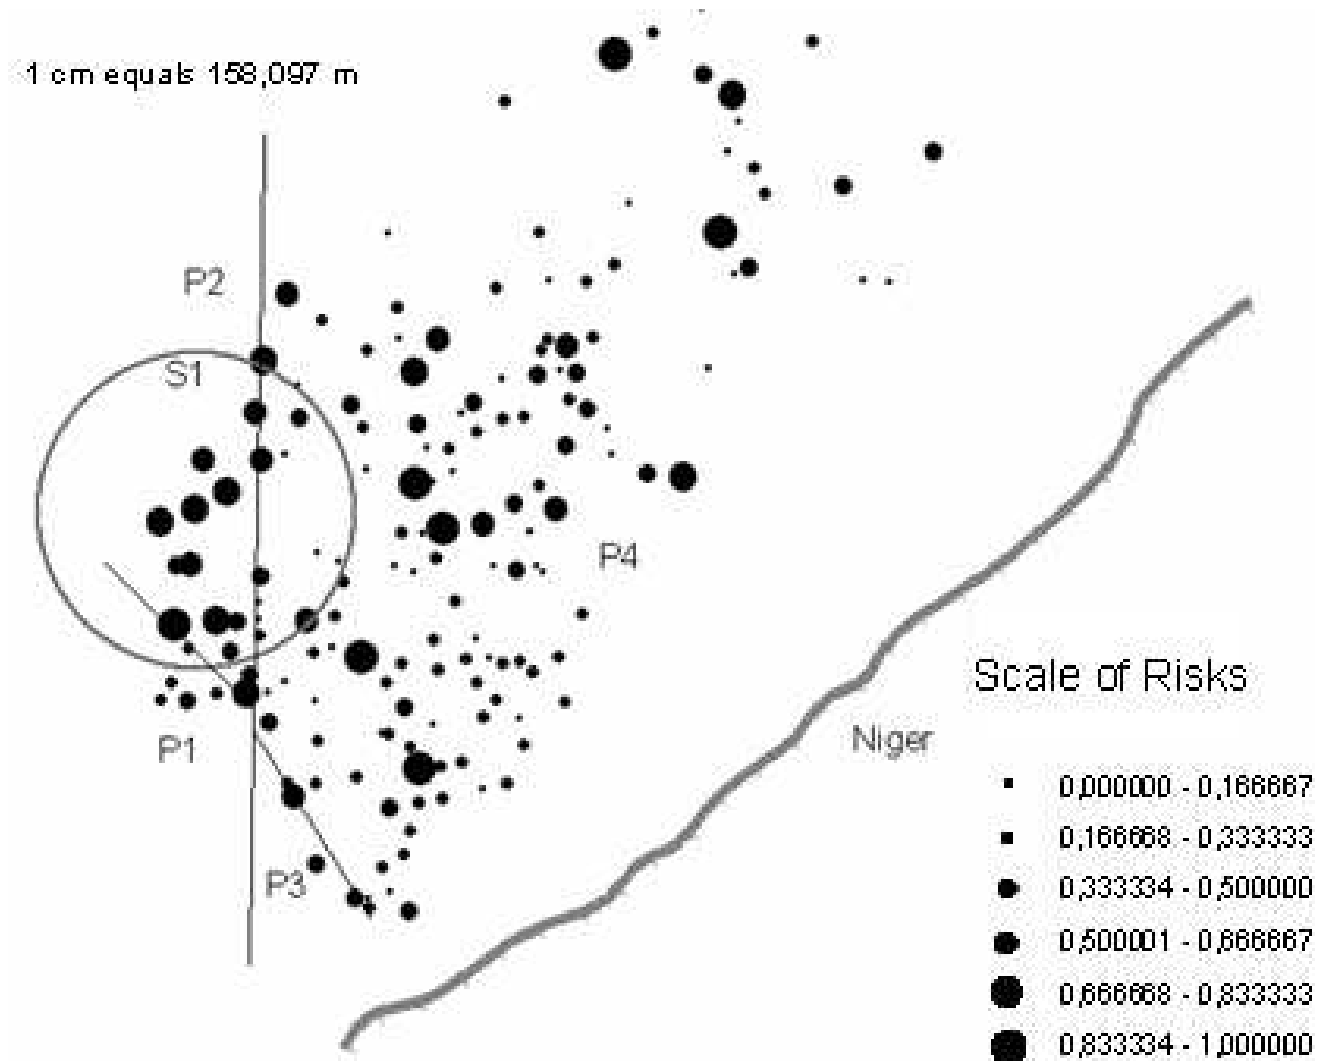 1 cm equals 158,097 m
P2
S1
P4
Scale of Risks
Niger
P1
0,000000 - 0,166667
0,166668 - 0,333333
P3
0,333334 - 0,500000
0,500001 - 0,666667
0,666668 - 0,833333
0,833334 - 1,000000